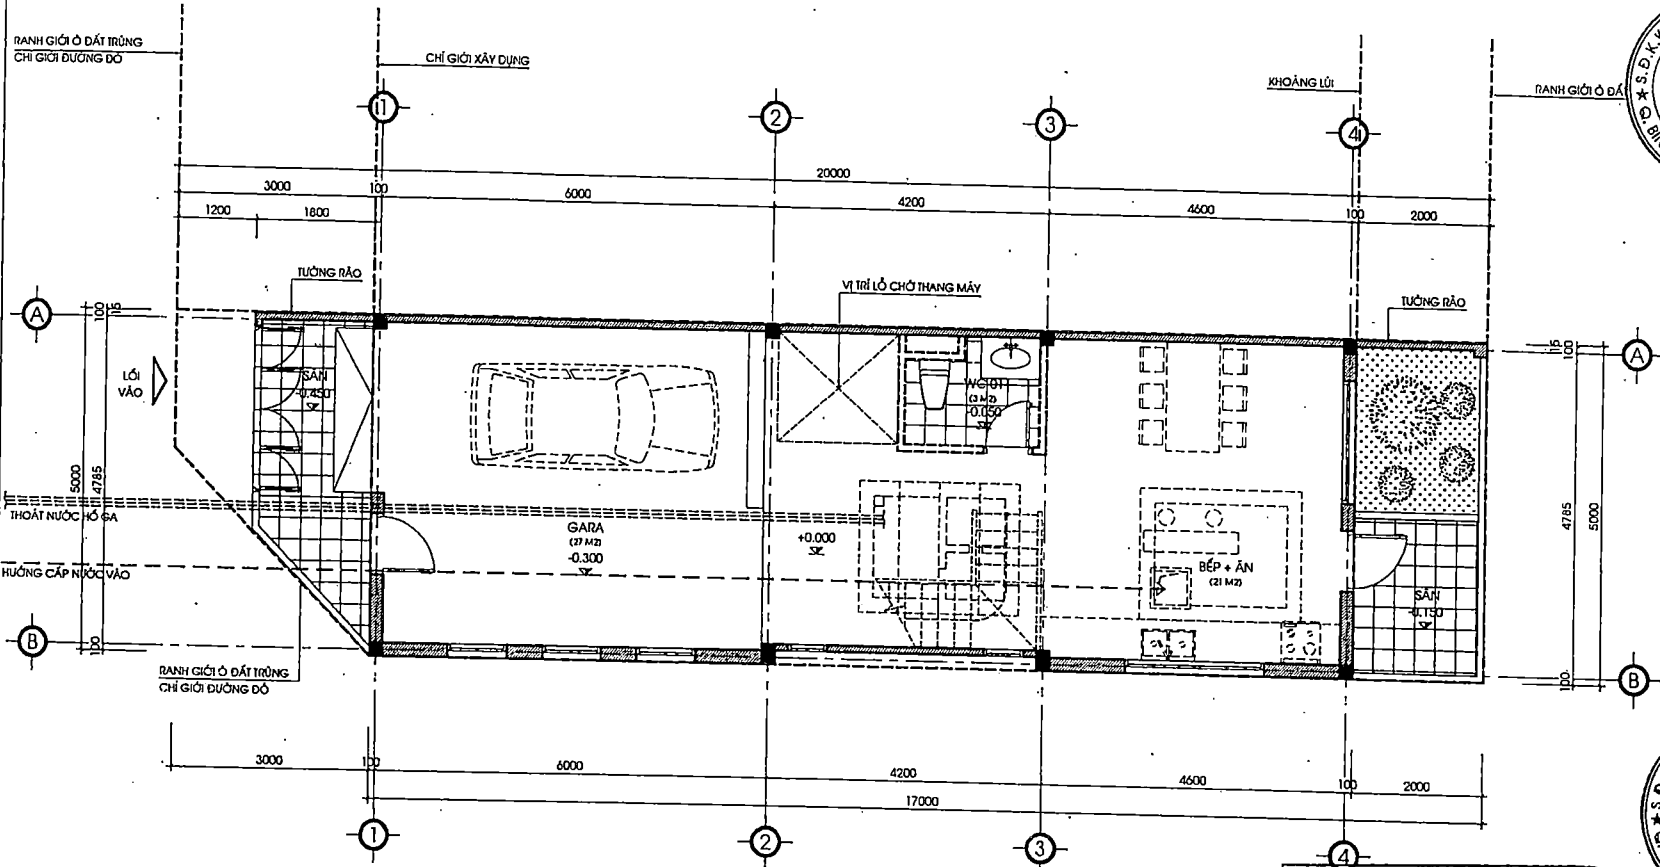 RANH GIỚI Ô ĐẤT TRÙNG
CHỈ GIỚI ĐƯỜNG ĐỎ
CHỈ GIỚI XÂY DỰNG
KHOẢNG LÙI
RANH GIỚI Ô ĐẤ
★ S.Đ.K.K
1
2
3
4
20000
3000
100
6000
4200
4600
100
2000
1200
1800
TƯỜNG RÀO
VỊ TRÍ LỖ CHỜ THANG MÁY
TƯỜNG RÀO
A
A
100
115
115
100
LỐI
VÀO
SÂN
-0.450
WC 01
(3 M2)
-0.050
5000
4785
4785
5000
THOÁT NƯỚC HỐ GA
GARA
(27 M2)
-0.300
+0.000
BẾP + ĂN
(21 M2)
HƯỚNG CẤP NƯỚC VÀO
SÂN
-0.150
B
B
100
100
RANH GIỚI Ô ĐẤT TRÙNG
CHỈ GIỚI ĐƯỜNG ĐỎ
3000
100
6000
4200
4600
100
2000
17000
1
2
3
4